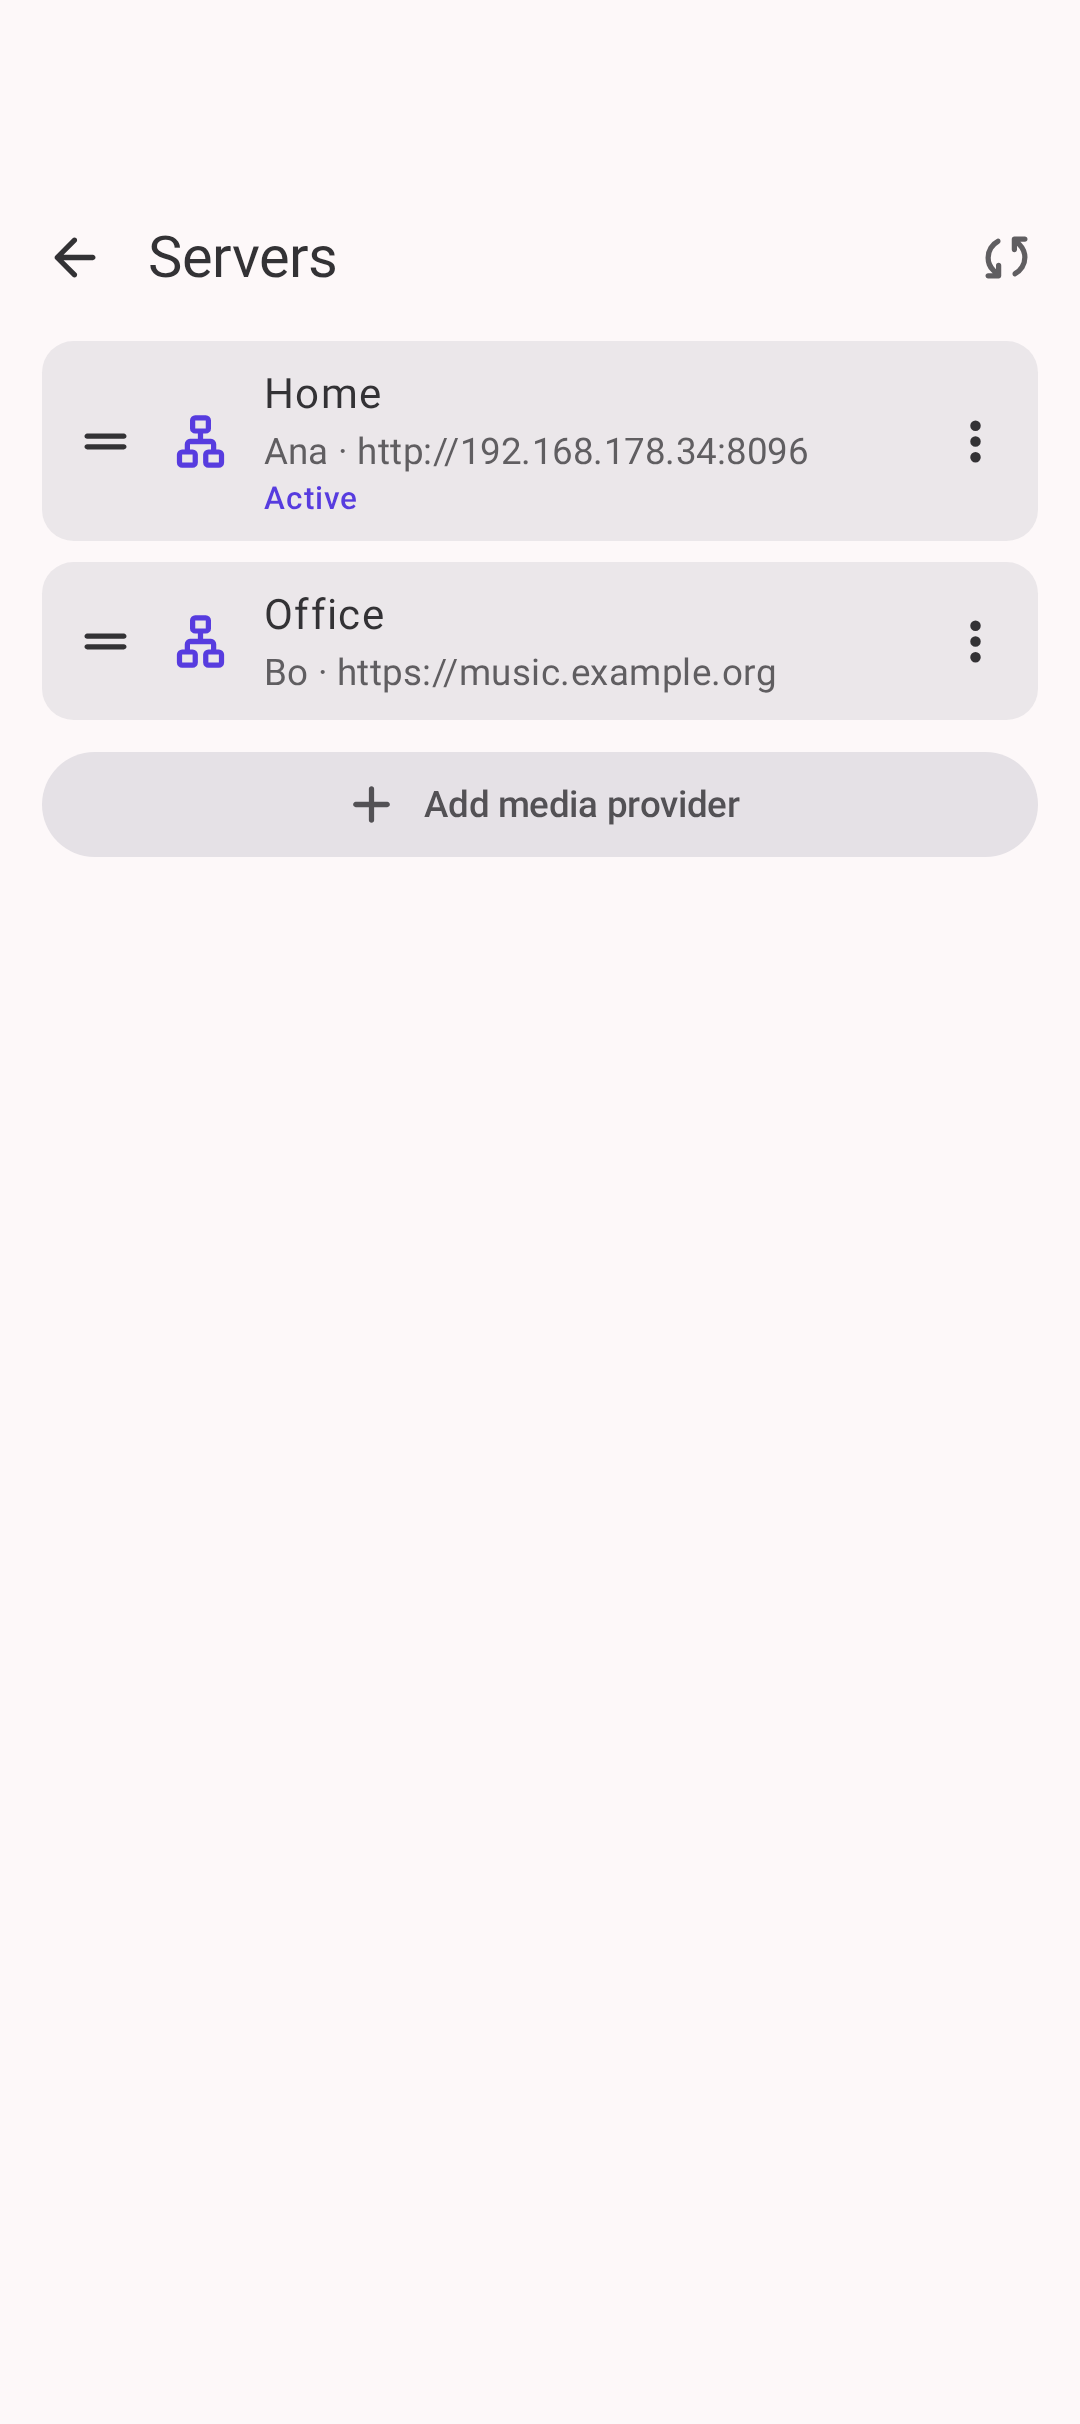 Servers
Home
Ana · http://192.168.178.34:8096
Active
Office
Bo · https://music.example.org
Add media provider